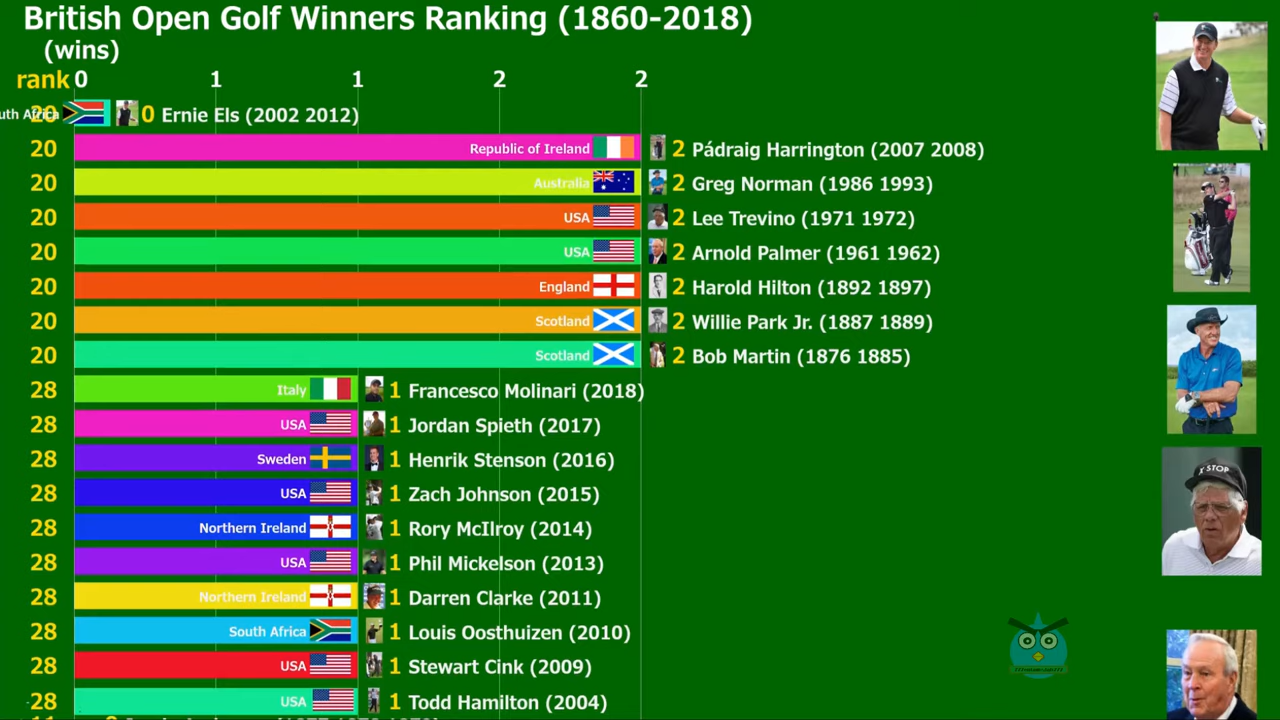 British Open Golf Winners Ranking (1860-2018)
(wins)
rank 0 1 1 2 2
20 uth Africa 0 Ernie Els (2002 2012)
20 Republic of Ireland 2 Pádraig Harrington (2007 2008)
20 Australia 2 Greg Norman (1986 1993)
20 USA 2 Lee Trevino (1971 1972)
20 USA 2 Arnold Palmer (1961 1962)
20 England 2 Harold Hilton (1892 1897)
20 Scotland 2 Willie Park Jr. (1887 1889)
20 Scotland 2 Bob Martin (1876 1885)
28 Italy 1 Francesco Molinari (2018)
28 USA 1 Jordan Spieth (2017)
28 Sweden 1 Henrik Stenson (2016)
28 USA 1 Zach Johnson (2015)
28 Northern Ireland 1 Rory McIlroy (2014)
28 USA 1 Phil Mickelson (2013)
28 Northern Ireland 1 Darren Clarke (2011)
28 South Africa 1 Louis Oosthuizen (2010)
28 USA 1 Stewart Cink (2009)
28 USA 1 Todd Hamilton (2004)
X STOP